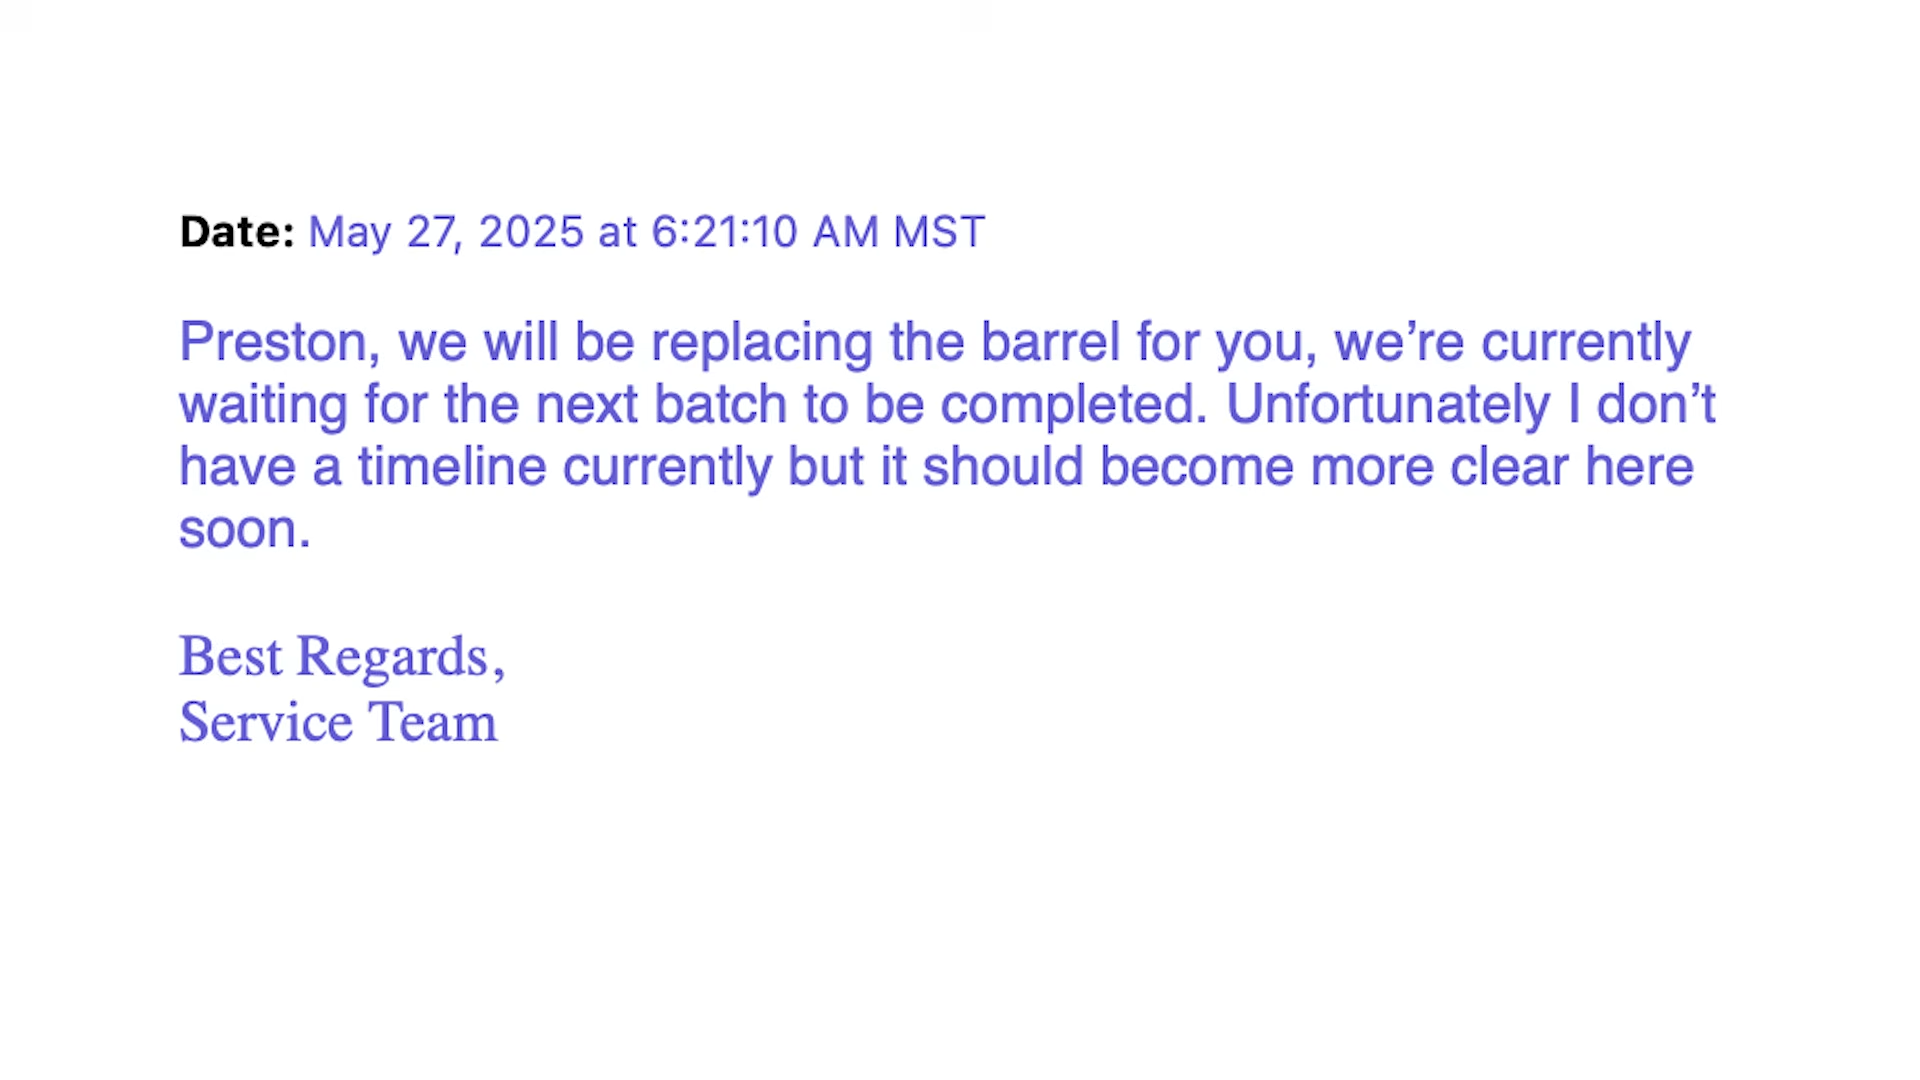 Date: May 27, 2025 at 6:21:10 AM MST
Preston, we will be replacing the barrel for you, we’re currently
waiting for the next batch to be completed. Unfortunately I don’t
have a timeline currently but it should become more clear here
soon.
Best Regards,
Service Team